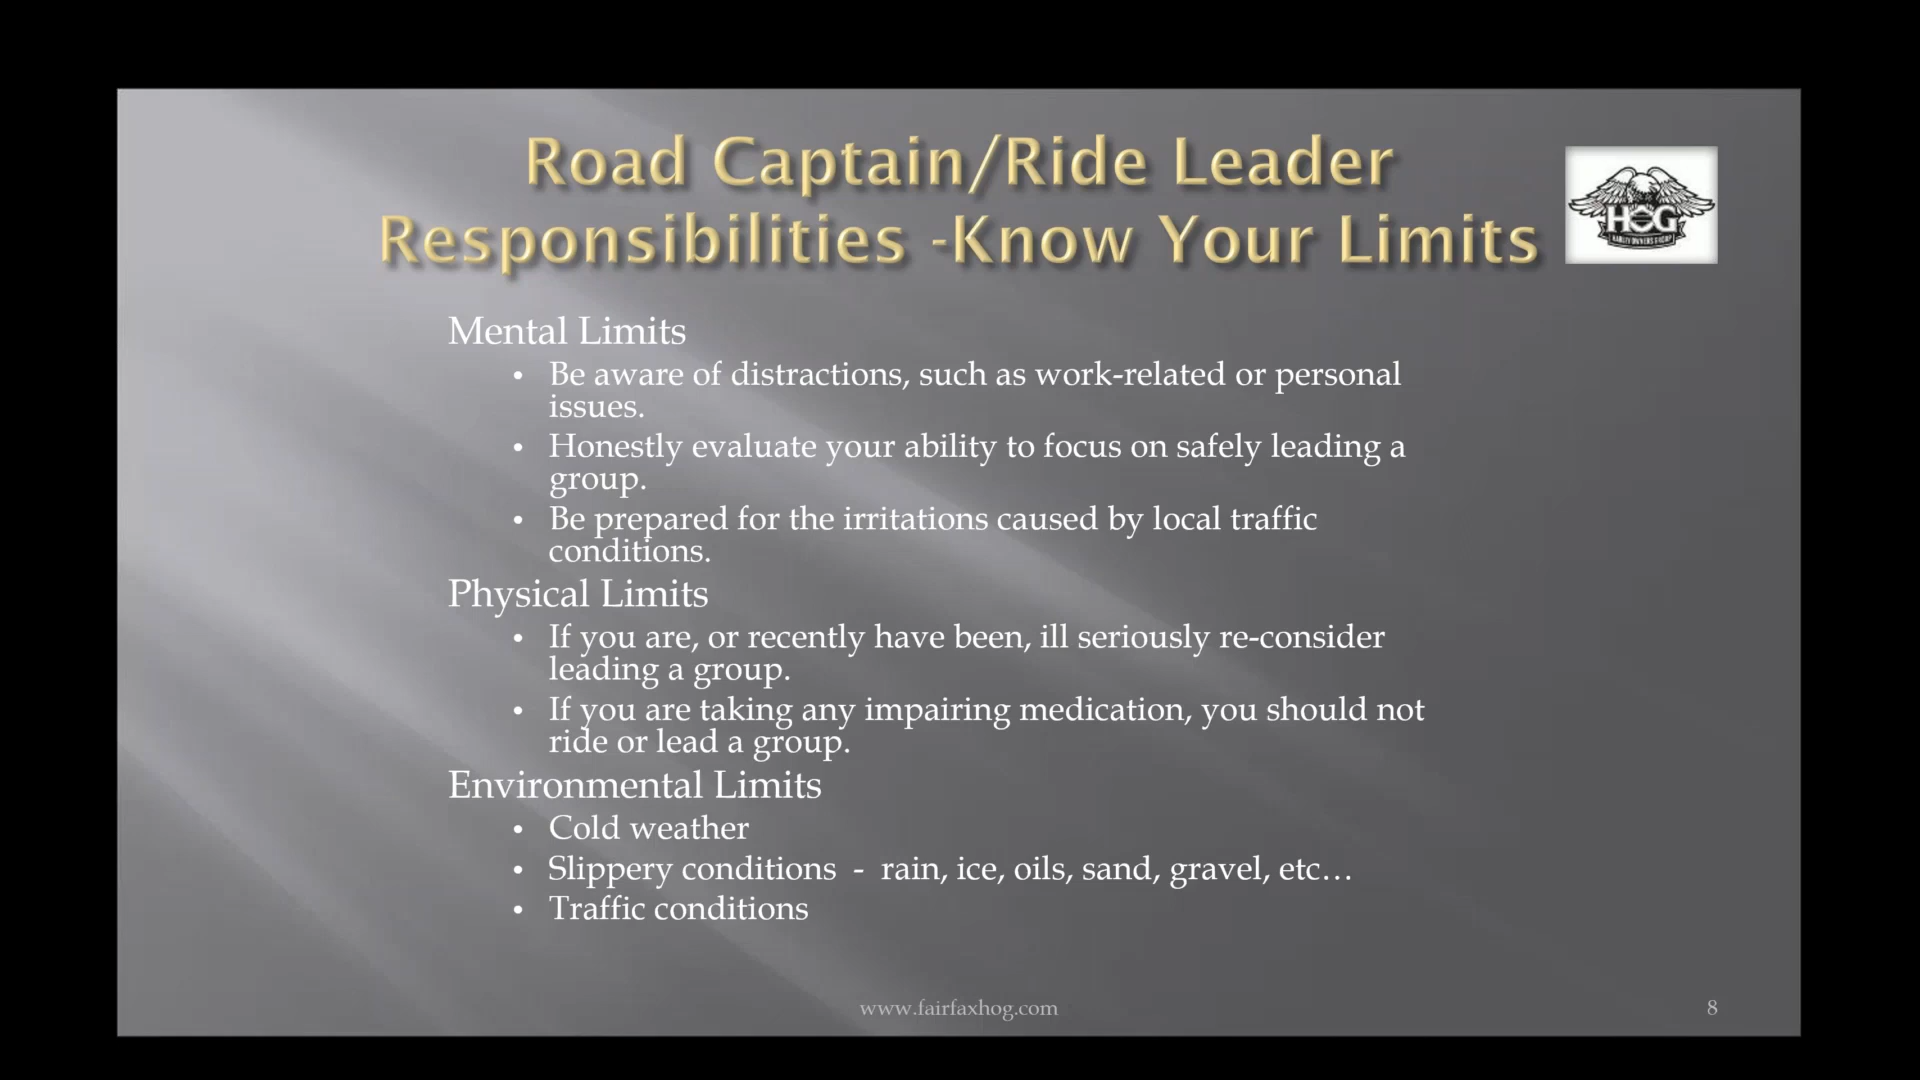 Road Captain/Ride Leader
Responsibilities -Know Your Limits
HOG
HARLEY OWNERS GROUP
Mental Limits
• Be aware of distractions, such as work-related or personal
issues.
• Honestly evaluate your ability to focus on safely leading a
group.
• Be prepared for the irritations caused by local traffic
conditions.
Physical Limits
• If you are, or recently have been, ill seriously re-consider
leading a group.
• If you are taking any impairing medication, you should not
ride or lead a group.
Environmental Limits
• Cold weather
• Slippery conditions - rain, ice, oils, sand, gravel, etc…
• Traffic conditions
www.fairfaxhog.com
8